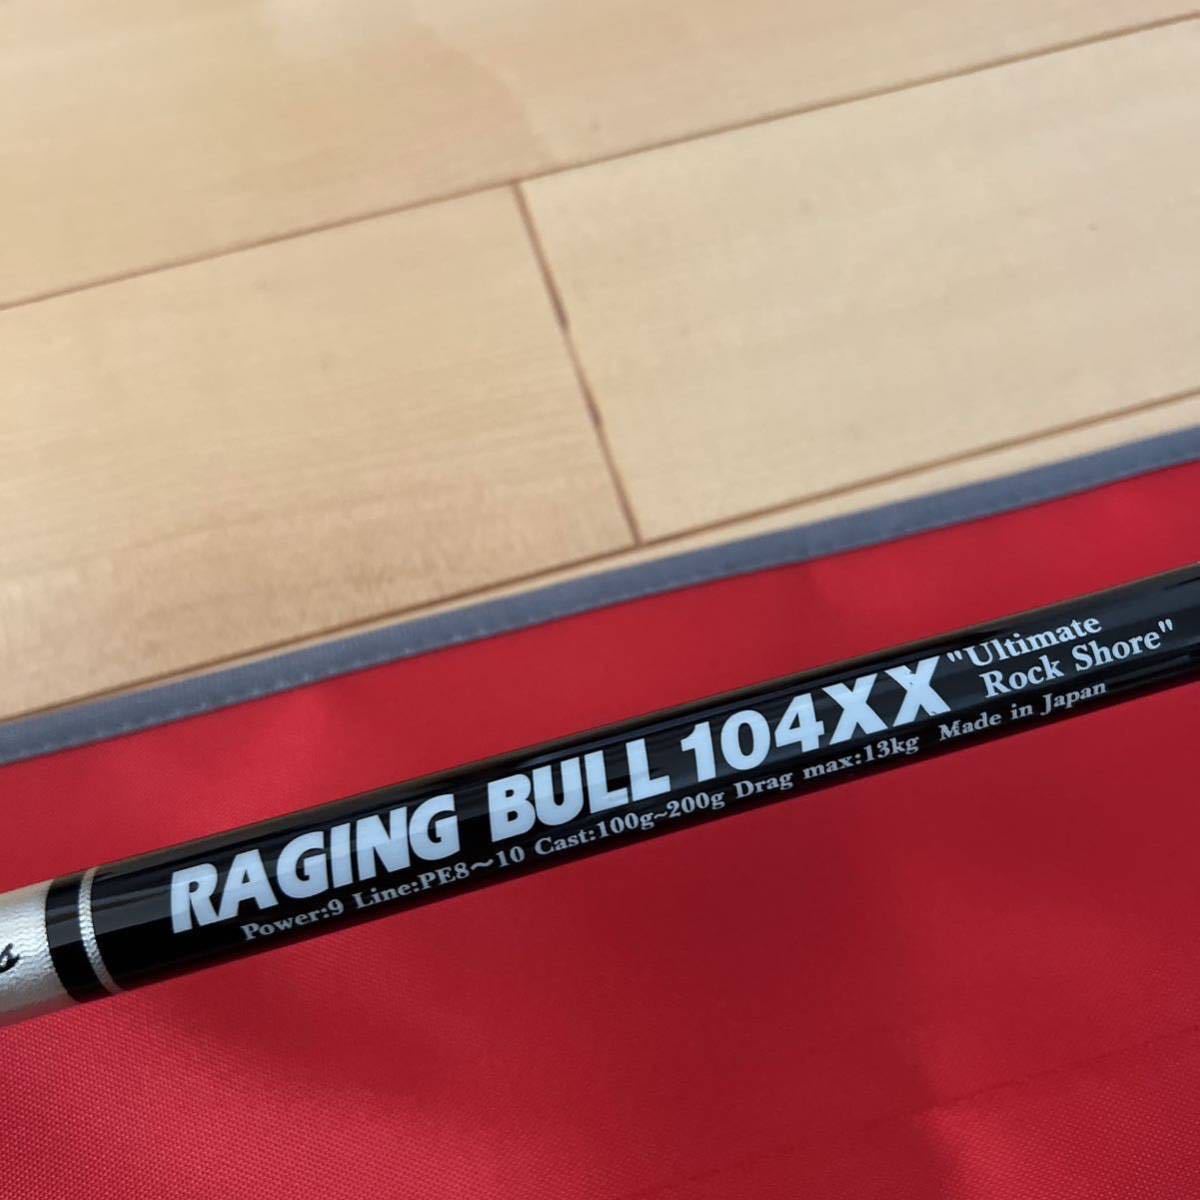 RAGING BULL 104XX "Ultimate
Rock Shore"
Power:9 Line:PE8~10 Cast:100g~200g Drag max:13kg Made in Japan